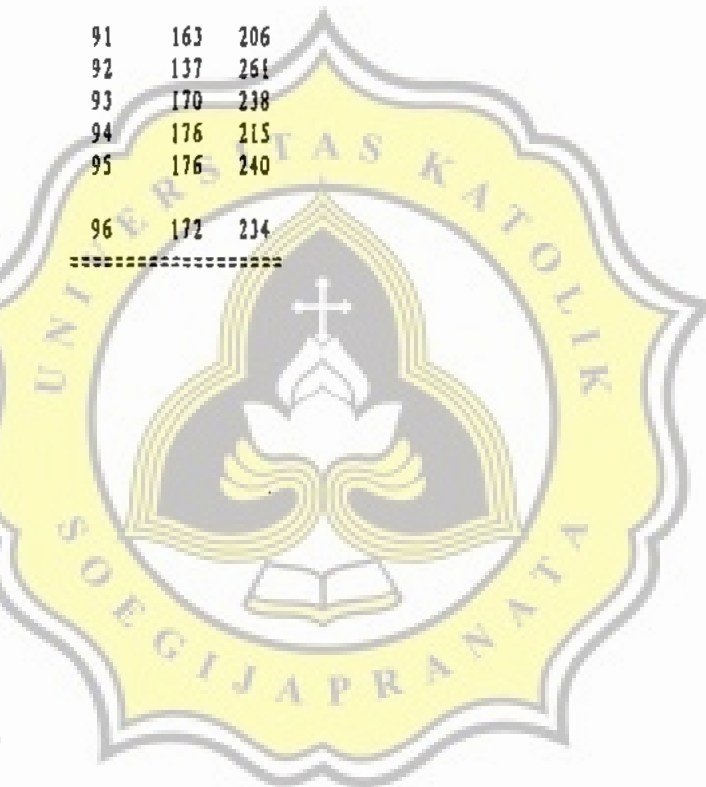 91 163 206
92 137 261
93 170 238
94 176 215
95 176 240
96 172 234
======================
UNIVERSITAS KATOLIK
SOEGIJAPRANATA